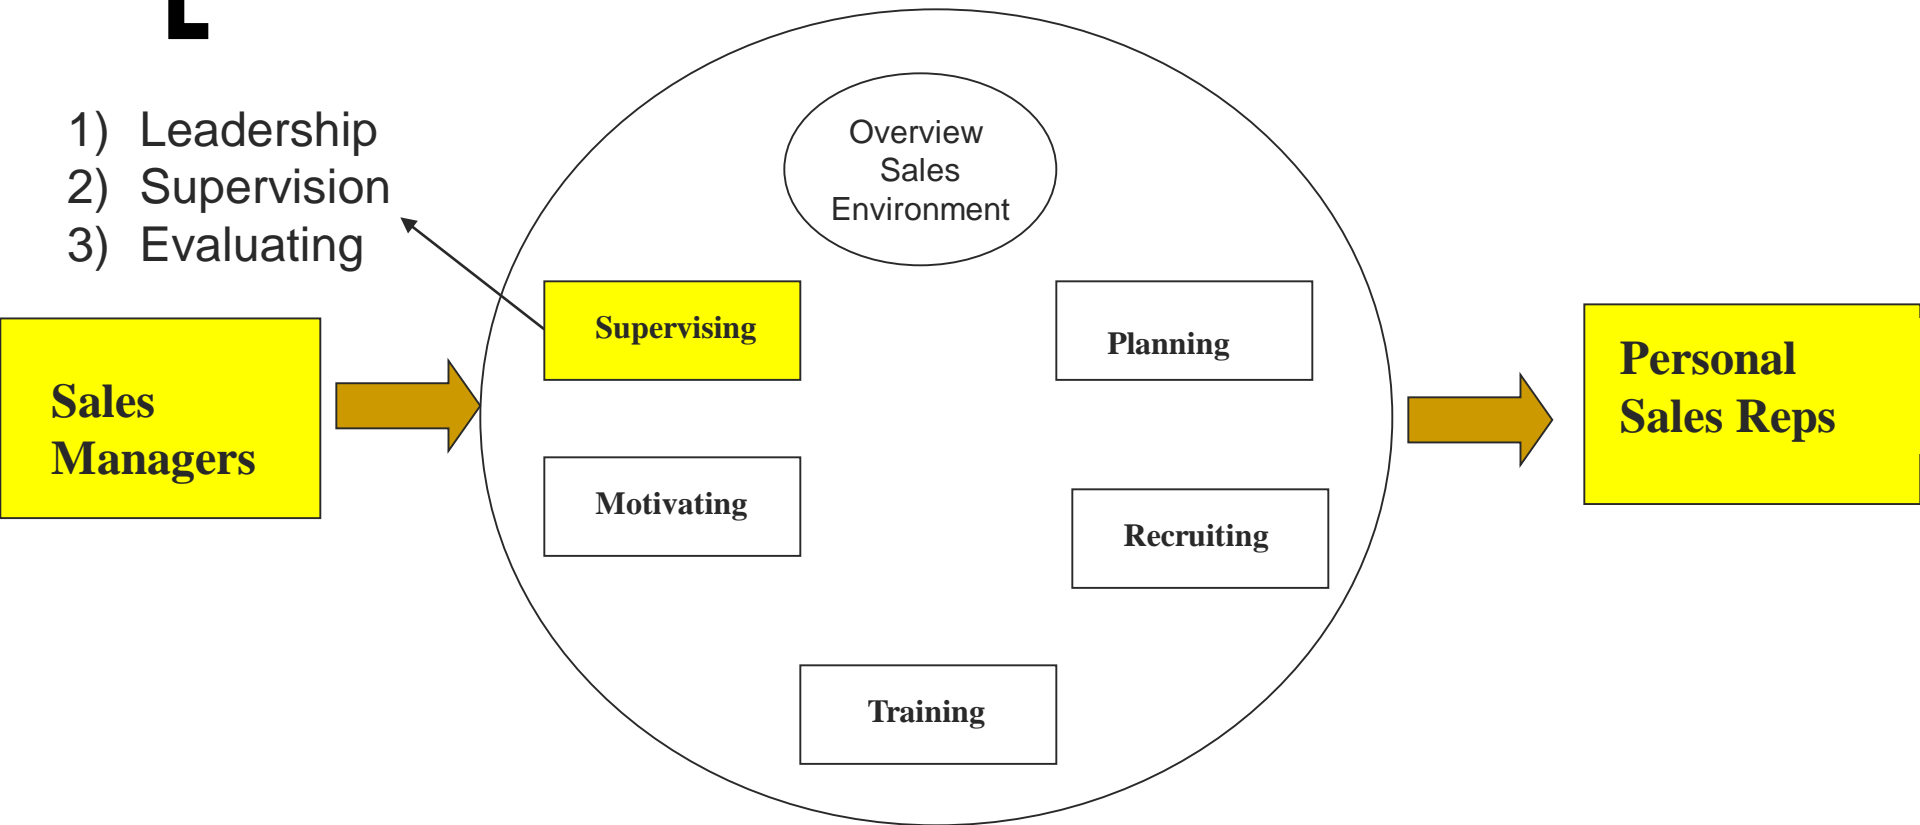 1) Leadership
2) Supervision
3) Evaluating
Overview
Sales
Environment
Supervising
Planning
Sales
Managers
Personal
Sales Reps
Motivating
Recruiting
Training